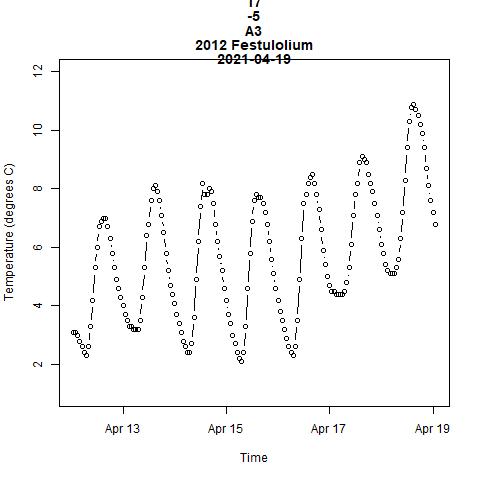 17
-5
A3
2012 Festulolium
2021-04-19
12
10
8
6
4
2
Temperature (degrees C)
Apr 13
Apr 15
Apr 17
Apr 19
Time